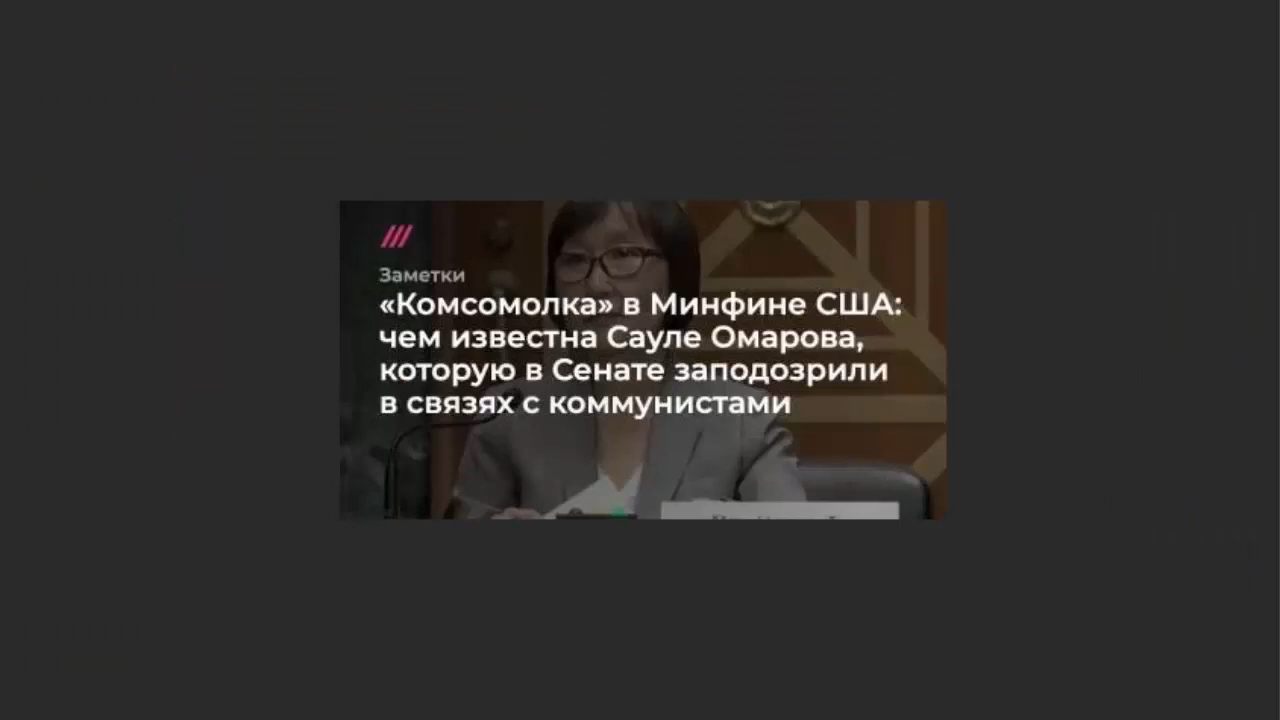 Заметки
«Комсомолка» в Минфине США:
чем известна Сауле Омарова,
которую в Сенате заподозрили
в связях с коммунистами